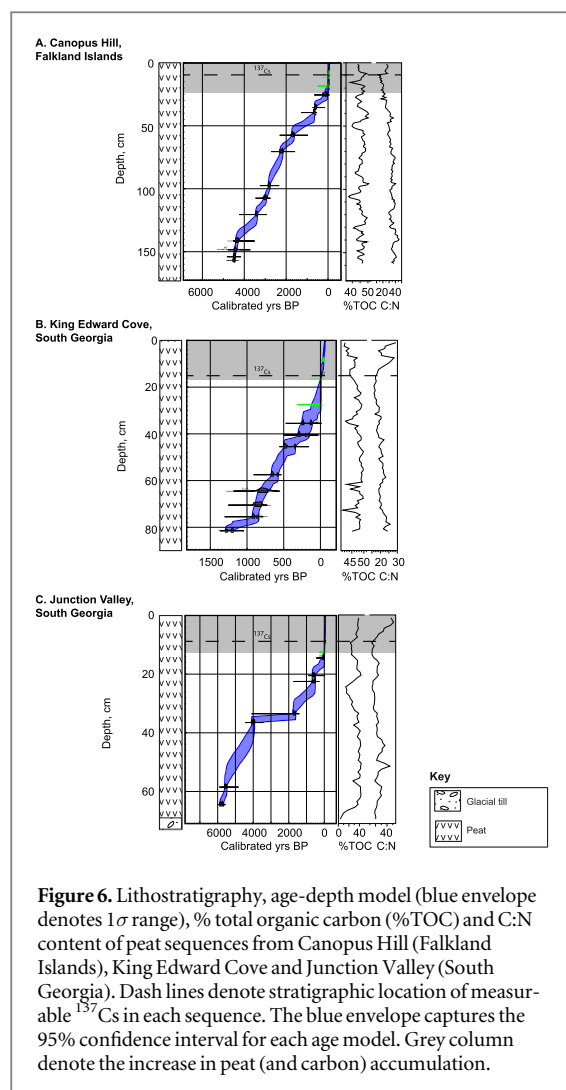 A. Canopus Hill,
Falkland Islands
0
50
100
150
Depth, cm
137Cs
6000 4000 2000 0
Calibrated yrs BP
40 50 20 40
%TOC C:N
B. King Edward Cove,
South Georgia
0
20
40
60
80
Depth, cm
137Cs
1500 1000 500 0
Calibrated yrs BP
45 50 20 30
%TOC C:N
C. Junction Valley,
South Georgia
0
20
40
60
Depth, cm
137Cs
6000 4000 2000 0
Calibrated yrs BP
0 40 40
%TOC C:N
Key
Glacial till
Peat
Figure 6. Lithostratigraphy, age-depth model (blue envelope
denotes 1σ range), % total organic carbon (%TOC) and C:N
content of peat sequences from Canopus Hill (Falkland
Islands), King Edward Cove and Junction Valley (South
Georgia). Dash lines denote stratigraphic location of measur-
able 137Cs in each sequence. The blue envelope captures the
95% confidence interval for each age model. Grey column
denote the increase in peat (and carbon) accumulation.